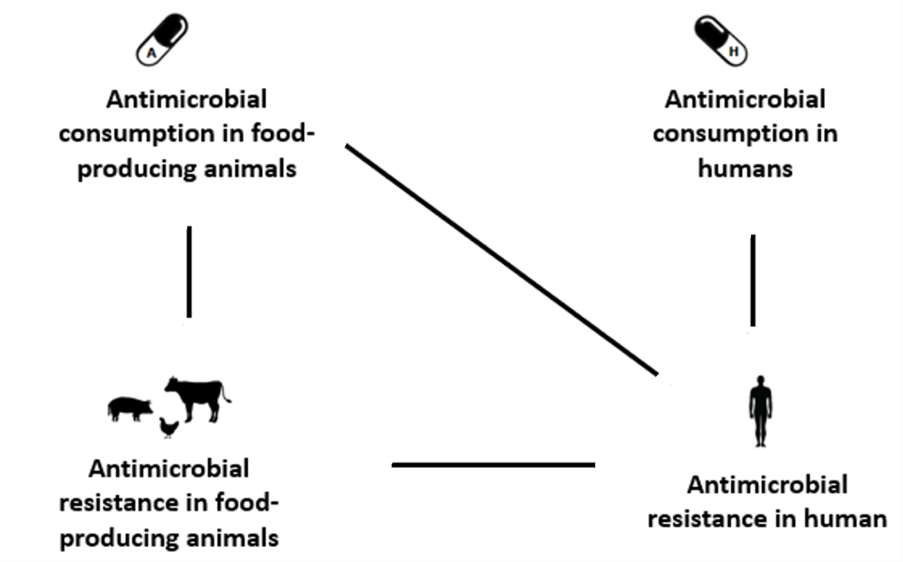 A
Antimicrobial
consumption in food-
producing animals
H
Antimicrobial
consumption in
humans
Antimicrobial
resistance in food-
producing animals
Antimicrobial
resistance in human